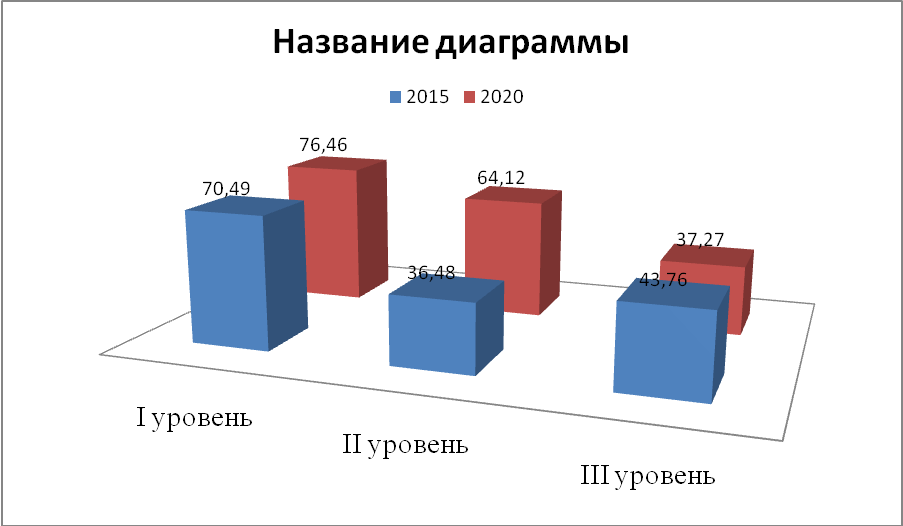 Название диаграммы
2015 2020
76,46
70,49
64,12
37,27
36,48
43,76
I уровень
II уровень
III уровень